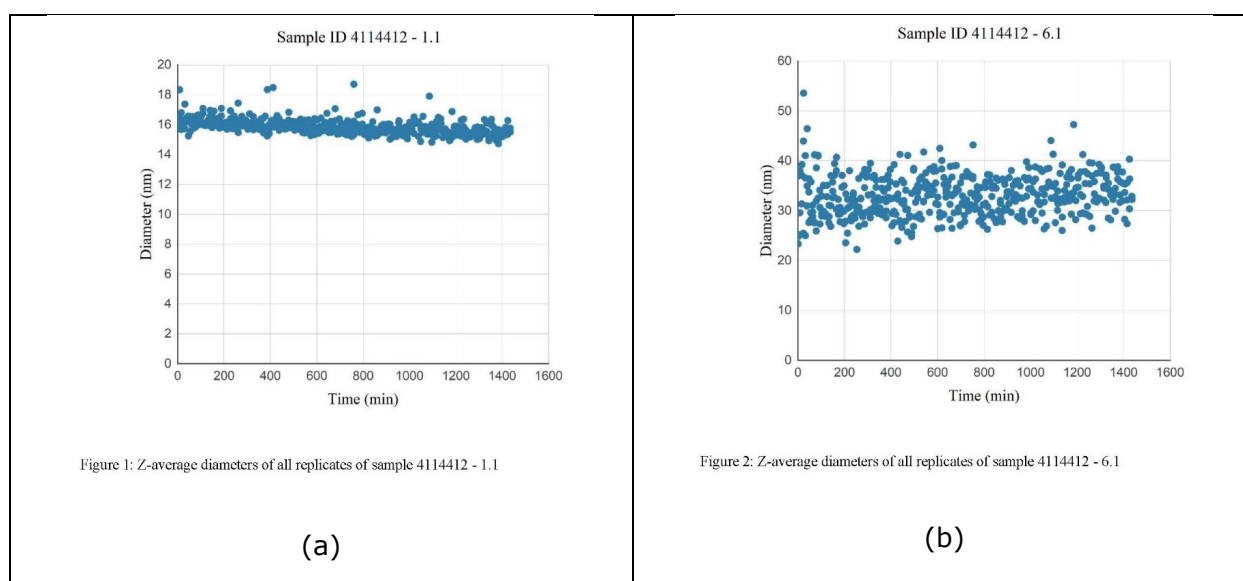 Sample ID 4114412 - 1.1
Diameter (nm)
20
18
16
14
12
10
8
6
4
2
0
0 200 400 600 800 1000 1200 1400 1600
Time (min)
Figure 1: Z-average diameters of all replicates of sample 4114412 - 1.1
(a)
Sample ID 4114412 - 6.1
Diameter (nm)
60
50
40
30
20
10
0
0 200 400 600 800 1000 1200 1400 1600
Time (min)
Figure 2: Z-average diameters of all replicates of sample 4114412 - 6.1
(b)